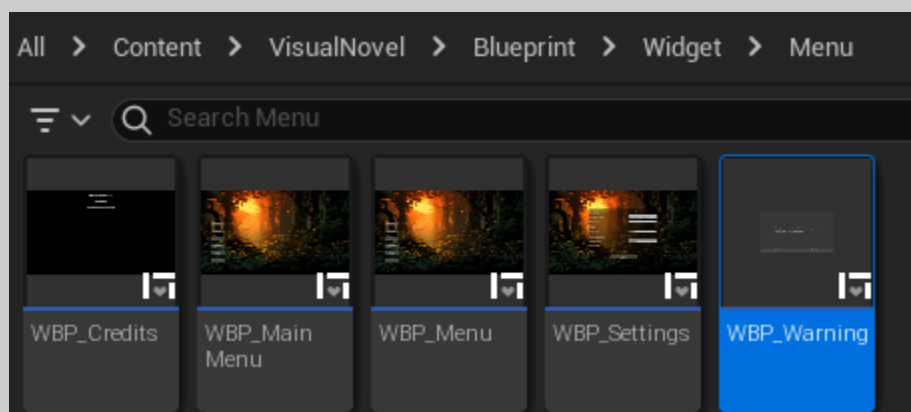 All > Content > VisualNovel > Blueprint > Widget > Menu
Search Menu
WBP_Credits
WBP_Main
Menu
WBP_Menu
WBP_Settings
WBP_Warning